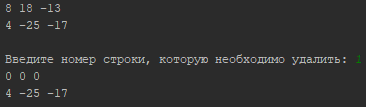 8 18 -13
4 -25 -17
Введите номер строки, которую необходимо удалить: 1
0 0 0
4 -25 -17